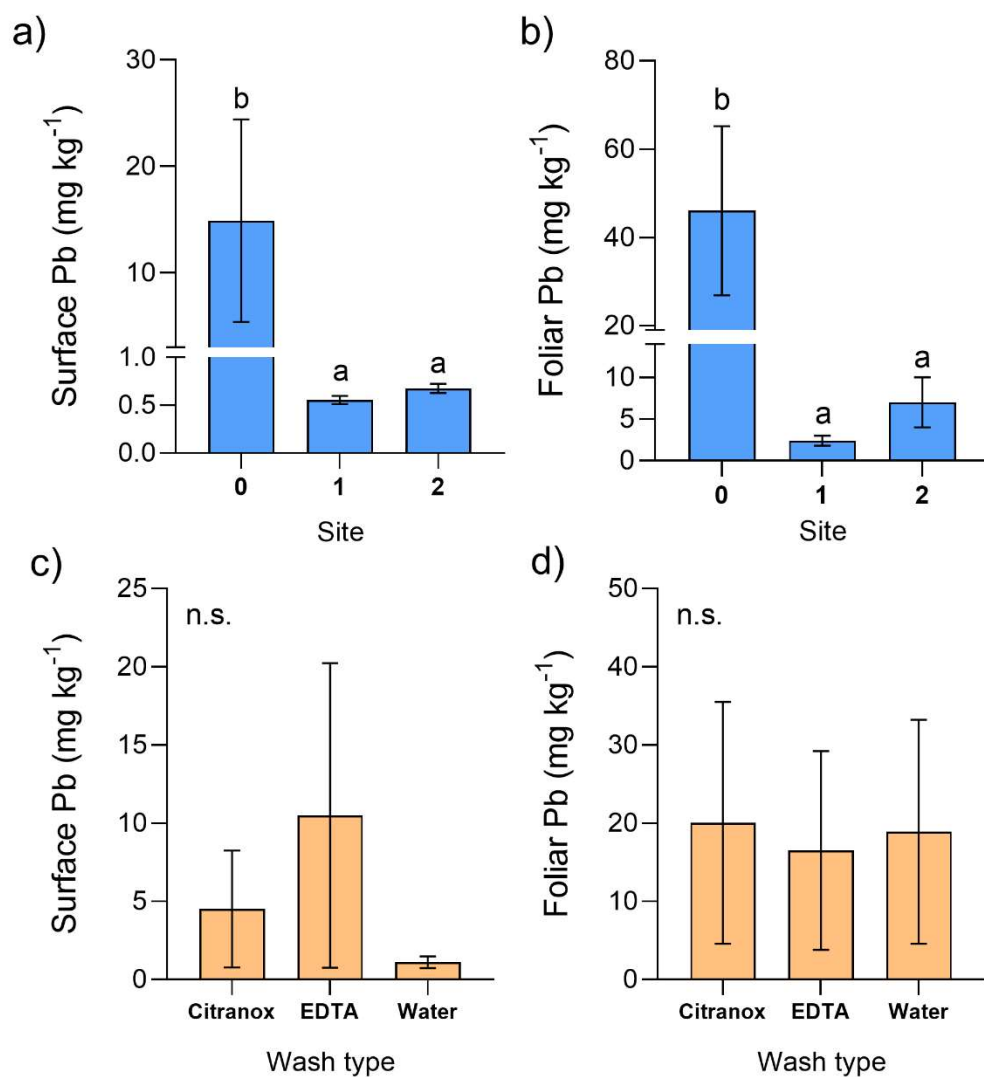 a)
30
20
10
1.0
0.5
0.0
Surface Pb (mg kg⁻¹)
b
a
a
0
1
2
Site
b)
80
60
40
20
10
5
0
Foliar Pb (mg kg⁻¹)
b
a
a
0
1
2
Site
c)
25
20
15
10
5
0
Surface Pb (mg kg⁻¹)
n.s.
Citranox
EDTA
Water
Wash type
d)
50
40
30
20
10
0
Foliar Pb (mg kg⁻¹)
n.s.
Citranox
EDTA
Water
Wash type